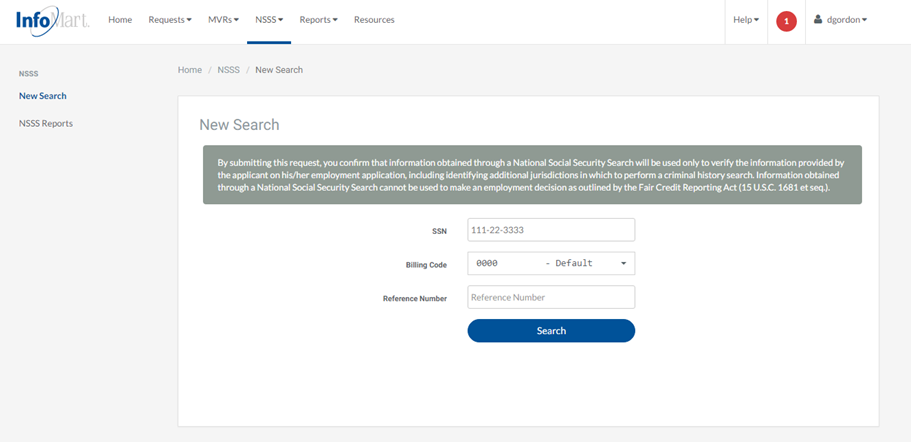 InfoMart.
Home Requests MVRs NSSS Reports Resources
Help 1 dgordon
NSSS
New Search
NSSS Reports
Home / NSSS / New Search
New Search
By submitting this request, you confirm that information obtained through a National Social Security Search will be used only to verify the information provided by
the applicant on his/her employment application, including identifying additional jurisdictions in which to perform a criminal history search. Information obtained
through a National Social Security Search cannot be used to make an employment decision as outlined by the Fair Credit Reporting Act (15 U.S.C. 1681 et seq.).
SSN 111-22-3333
Billing Code 0000 - Default
Reference Number Reference Number
Search